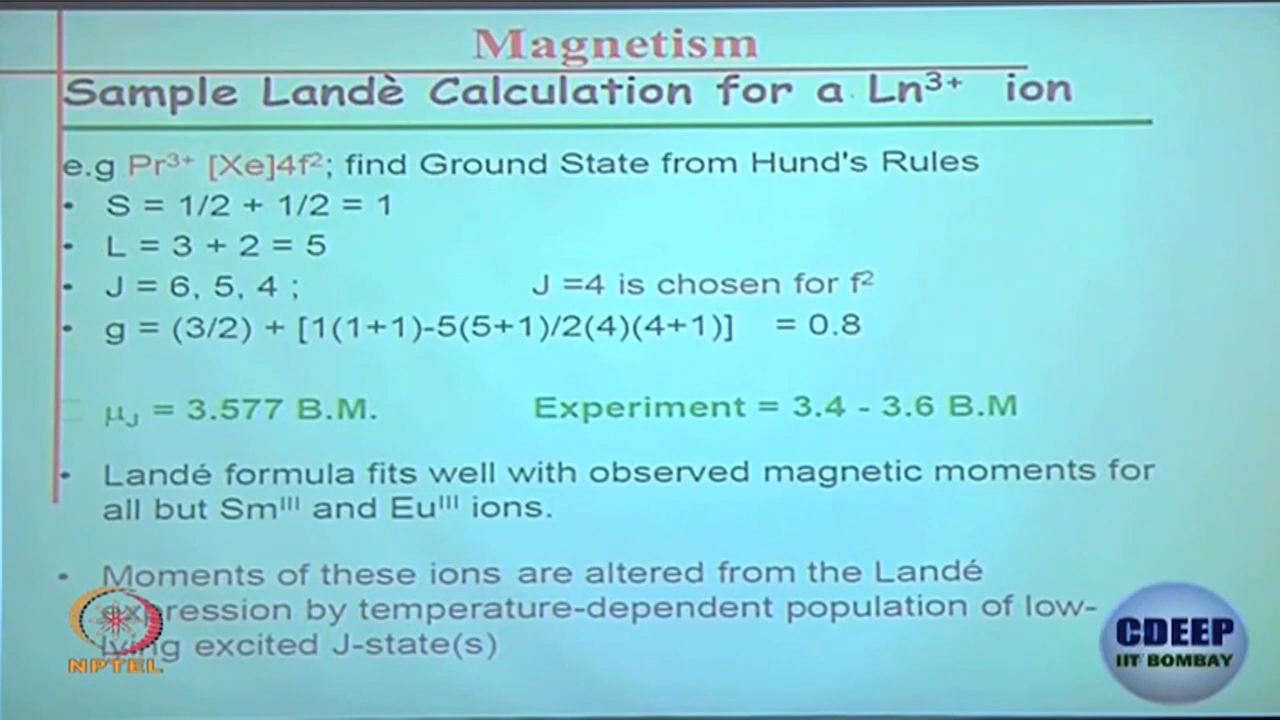 Magnetism
Sample Landè Calculation for a Ln³⁺ ion
e.g Pr³⁺ [Xe]4f²; find Ground State from Hund's Rules
• S = 1/2 + 1/2 = 1
• L = 3 + 2 = 5
• J = 6, 5, 4 ; J =4 is chosen for f²
• g = (3/2) + [1(1+1)-5(5+1)/2(4)(4+1)] = 0.8
μJ = 3.577 B.M. Experiment = 3.4 - 3.6 B.M
• Landé formula fits well with observed magnetic moments for
all but Smᴵᴵᴵ and Euᴵᴵᴵ ions.
• Moments of these ions are altered from the Landé
expression by temperature-dependent population of low-
lying excited J-state(s)
NPTEL
CDEEP
IIT BOMBAY